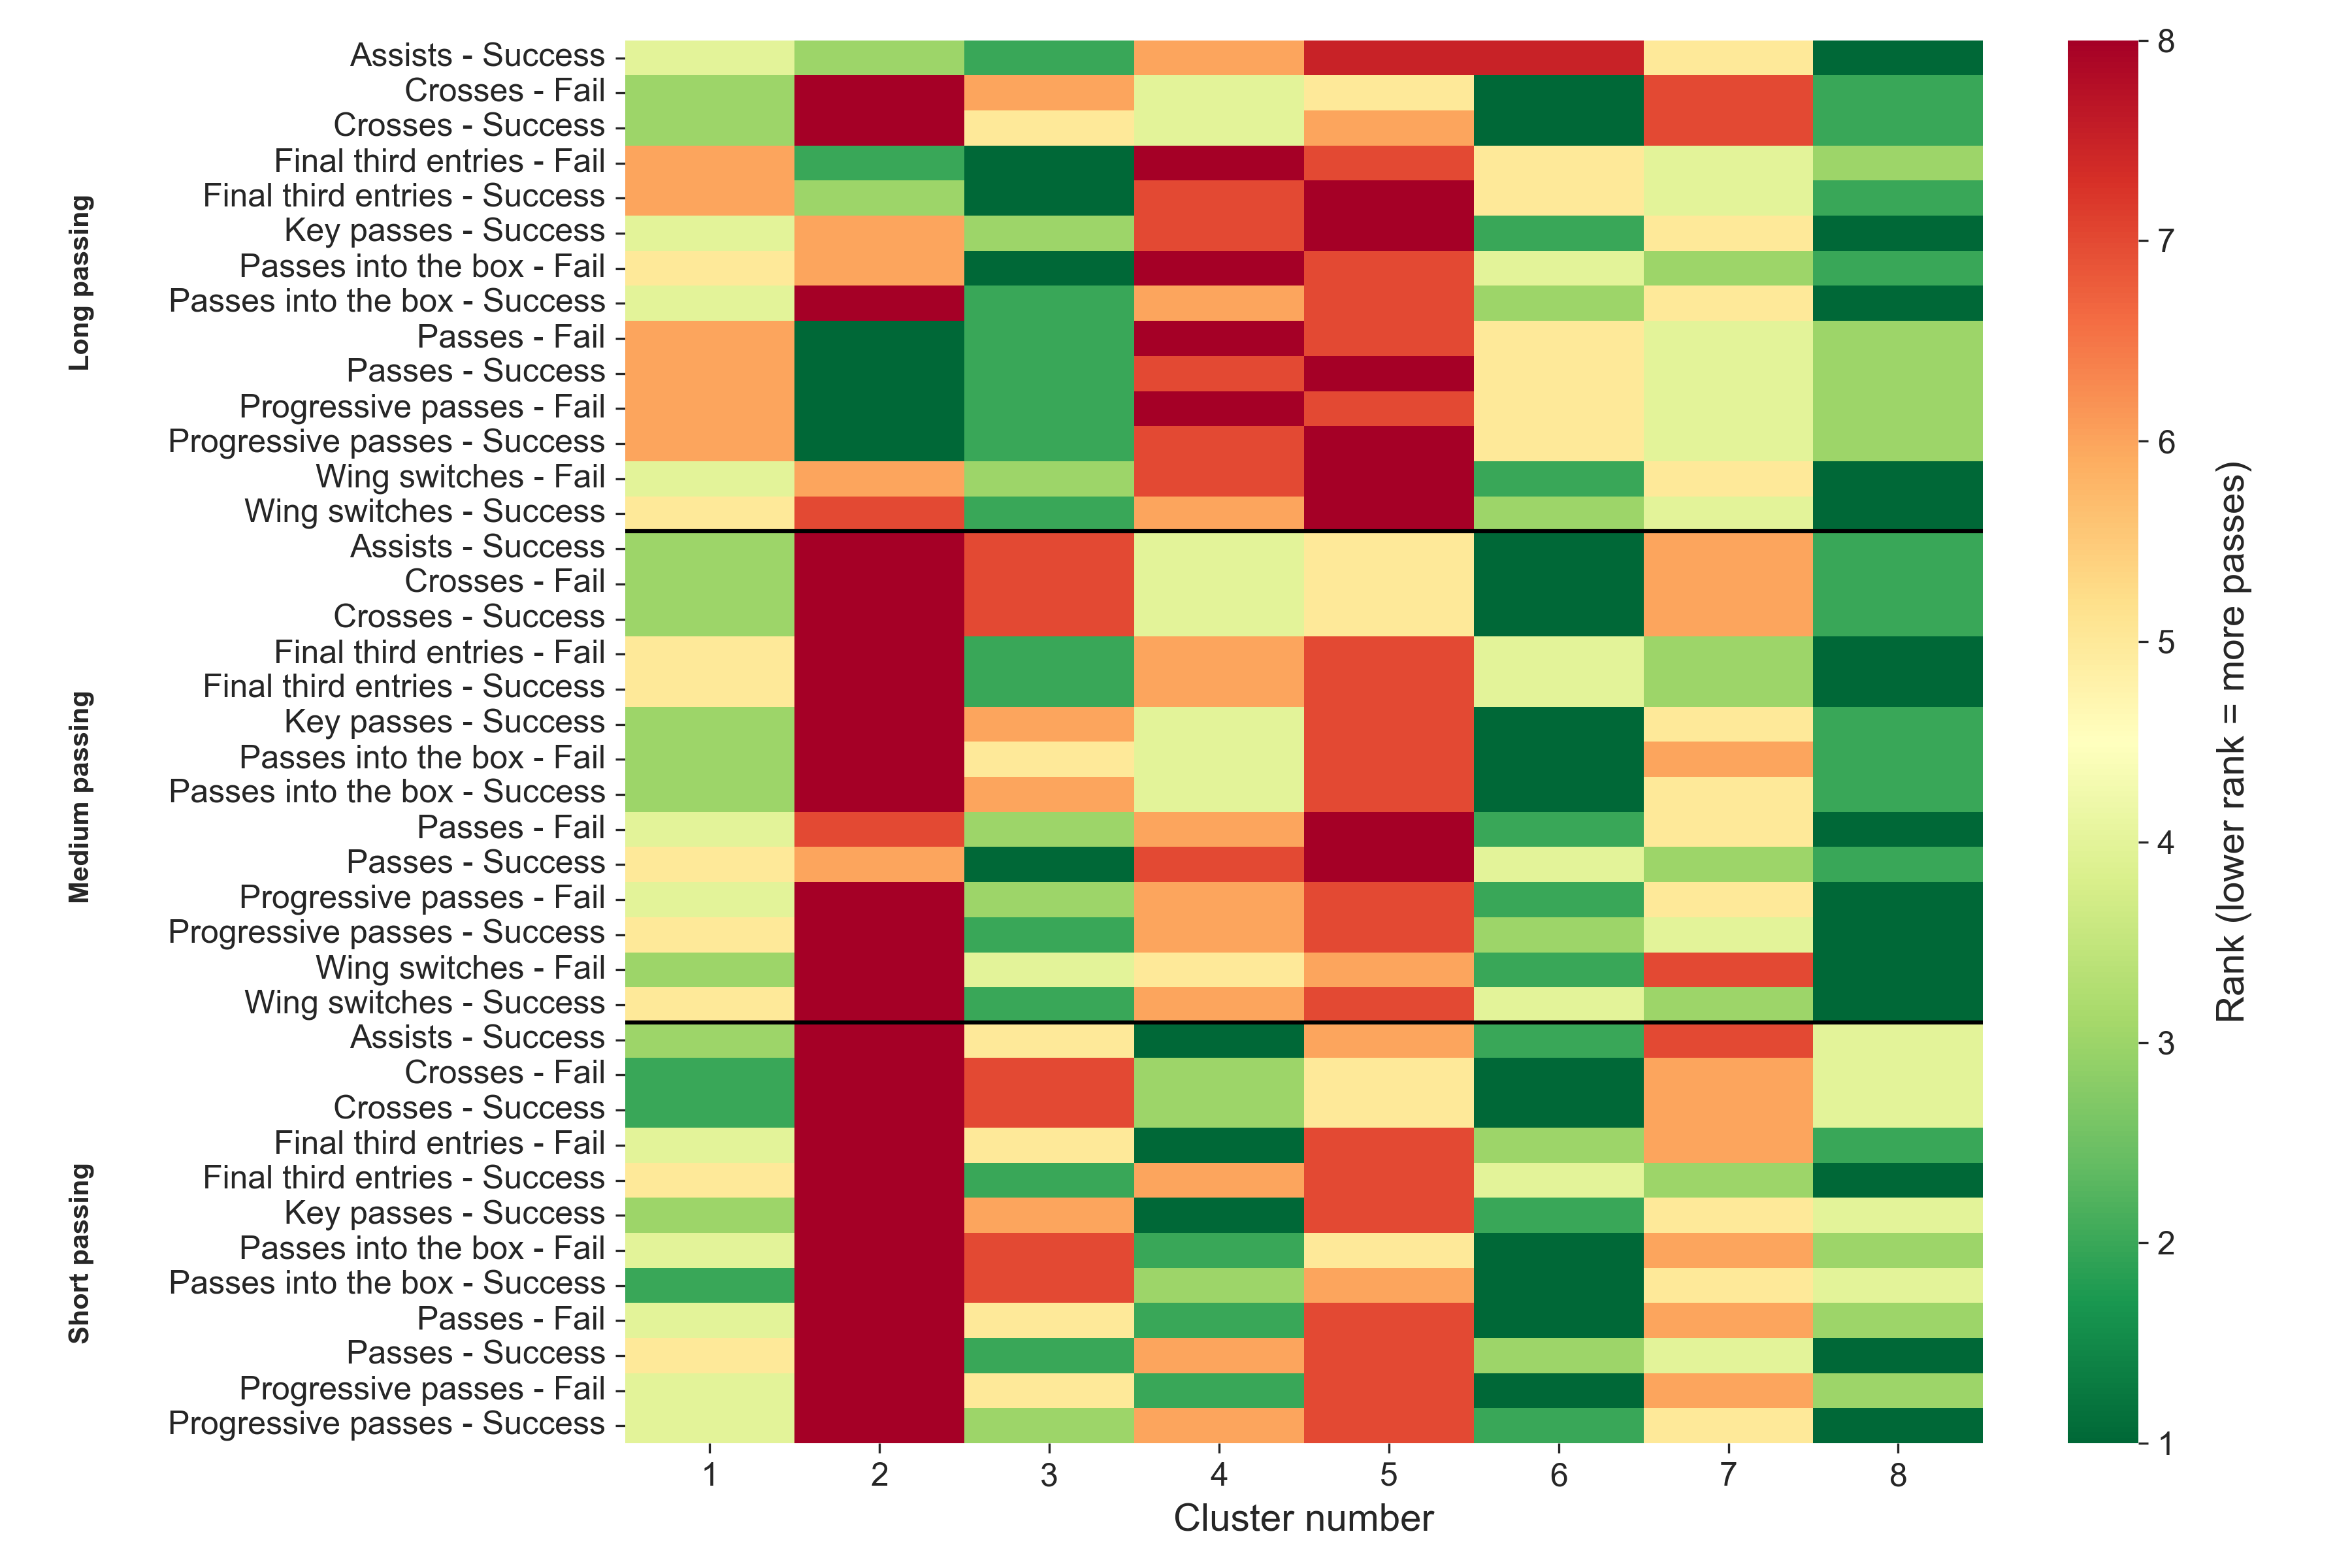 Long passing
Assists - Success
Crosses - Fail
Crosses - Success
Final third entries - Fail
Final third entries - Success
Key passes - Success
Passes into the box - Fail
Passes into the box - Success
Passes - Fail
Passes - Success
Progressive passes - Fail
Progressive passes - Success
Wing switches - Fail
Wing switches - Success
Medium passing
Assists - Success
Crosses - Fail
Crosses - Success
Final third entries - Fail
Final third entries - Success
Key passes - Success
Passes into the box - Fail
Passes into the box - Success
Passes - Fail
Passes - Success
Progressive passes - Fail
Progressive passes - Success
Wing switches - Fail
Wing switches - Success
Short passing
Assists - Success
Crosses - Fail
Crosses - Success
Final third entries - Fail
Final third entries - Success
Key passes - Success
Passes into the box - Fail
Passes into the box - Success
Passes - Fail
Passes - Success
Progressive passes - Fail
Progressive passes - Success
1 2 3 4 5 6 7 8
Cluster number
8
7
6
5
4
3
2
1
Rank (lower rank = more passes)